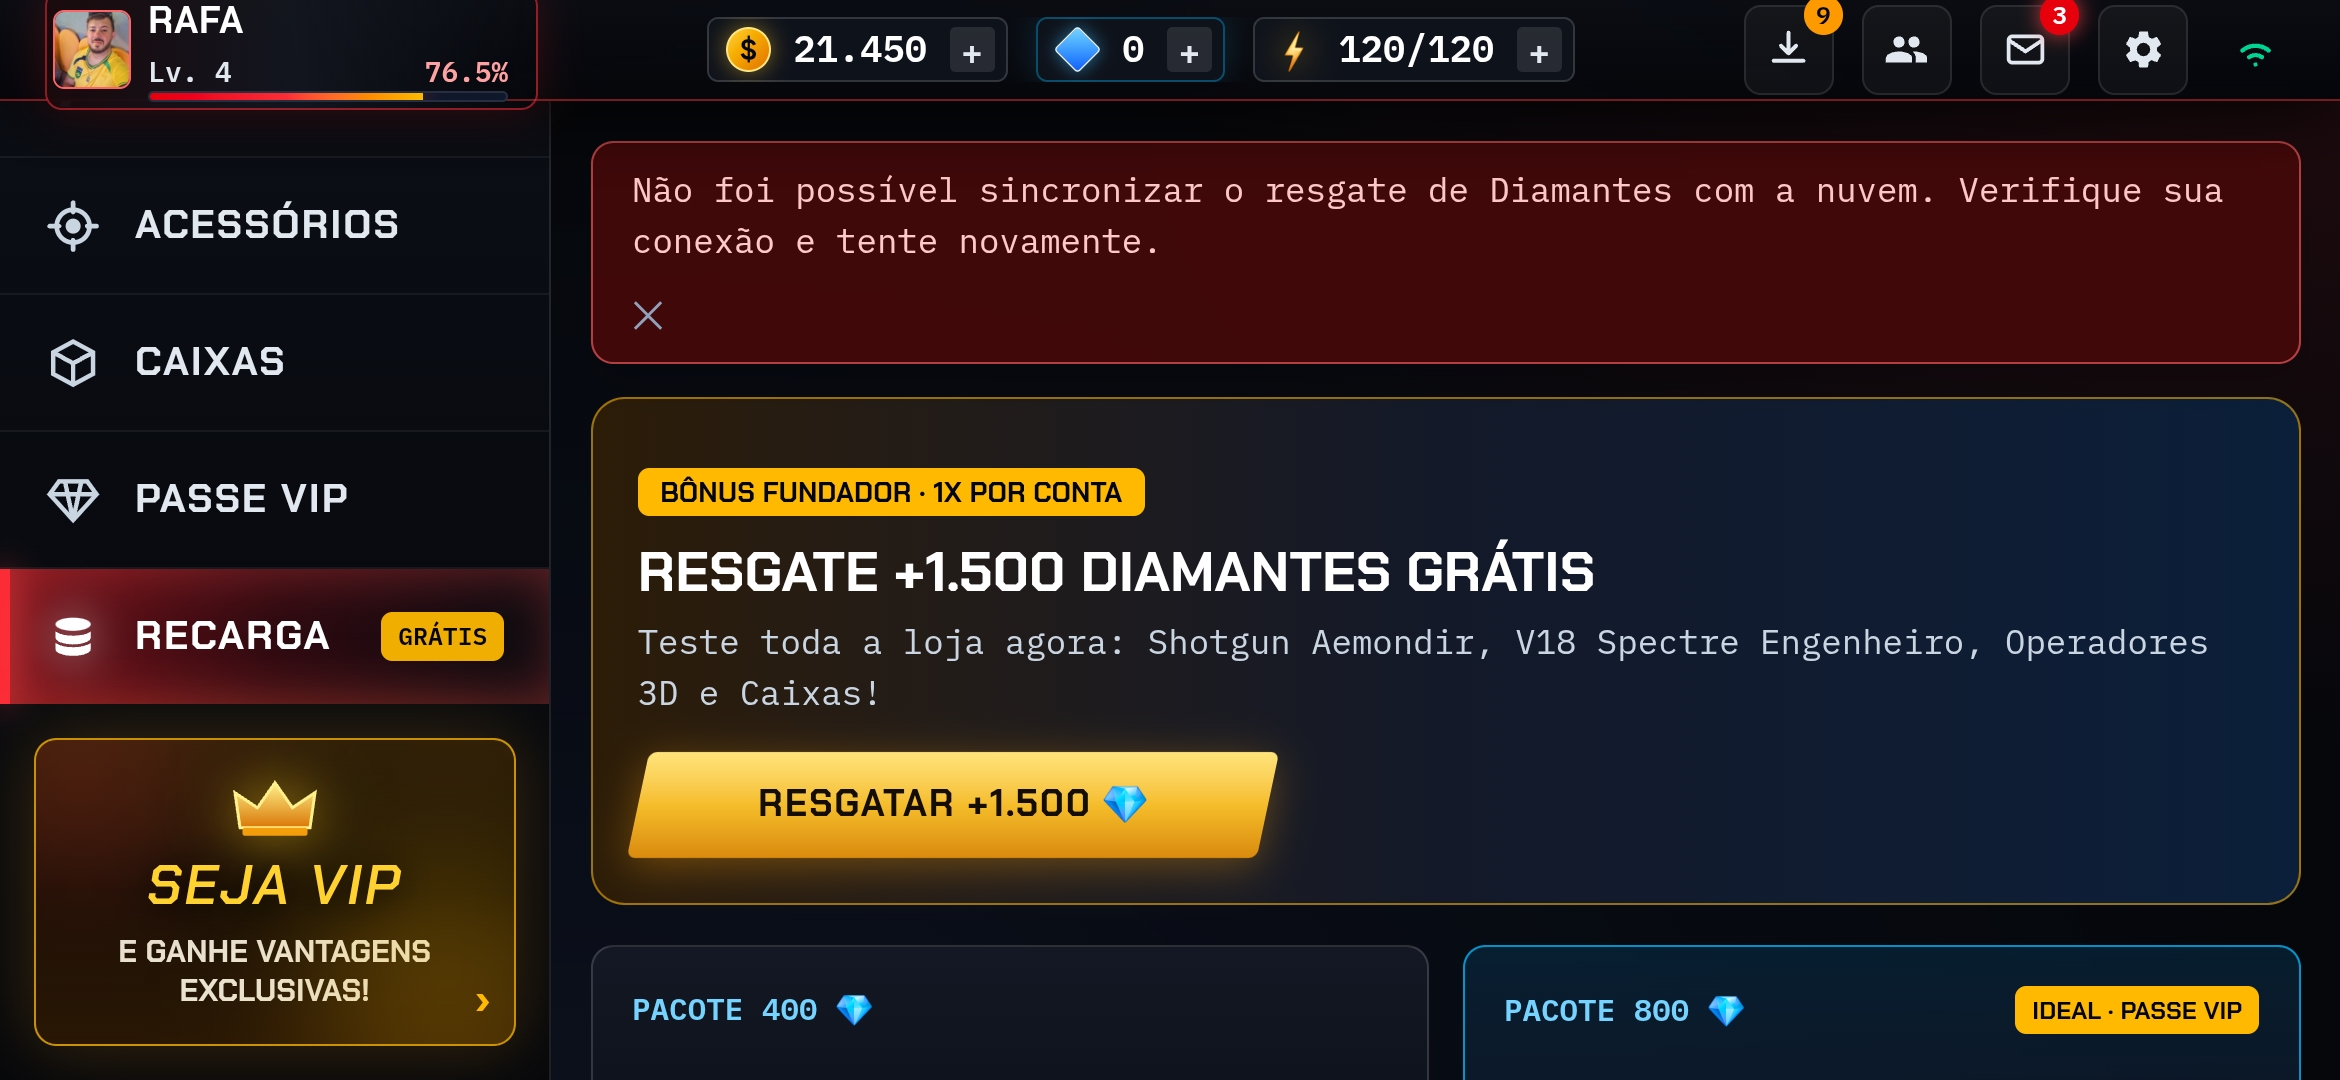 RAFA
Lv. 4 76.5%
$ 21.450 +
0 +
120/120 +
9
3
Não foi possível sincronizar o resgate de Diamantes com a nuvem. Verifique sua
conexão e tente novamente.
ACESSÓRIOS
CAIXAS
PASSE VIP
RECARGA GRÁTIS
SEJA VIP
E GANHE VANTAGENS
EXCLUSIVAS!
BÔNUS FUNDADOR · 1X POR CONTA
RESGATE +1.500 DIAMANTES GRÁTIS
Teste toda a loja agora: Shotgun Aemondir, V18 Spectre Engenheiro, Operadores
3D e Caixas!
RESGATAR +1.500 💎
PACOTE 400 💎
PACOTE 800 💎 IDEAL · PASSE VIP